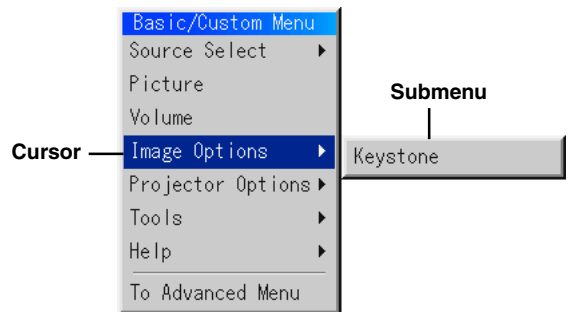 Basic/Custom Menu
Source Select
Picture
Submenu
Volume
Cursor
Image Options
Keystone
Projector Options
Tools
Help
To Advanced Menu